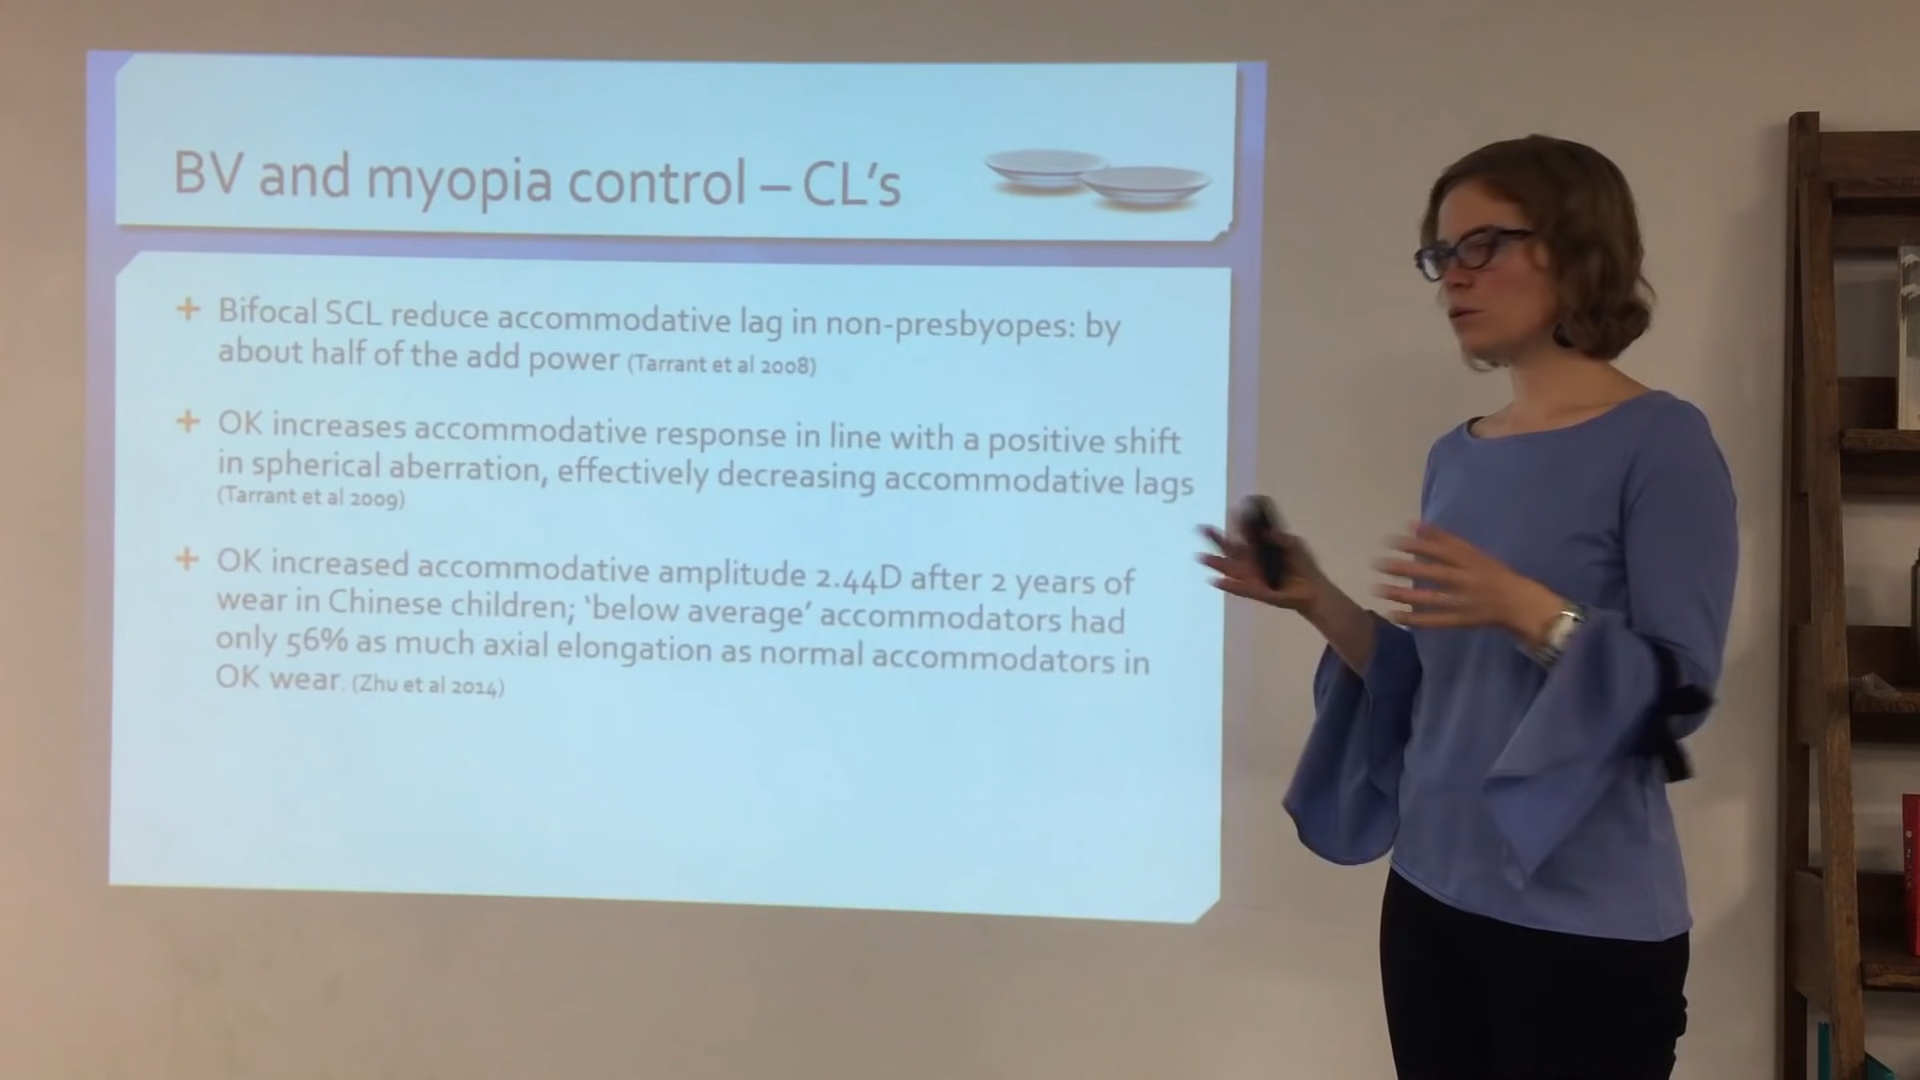 BV and myopia control – CL's
+ Bifocal SCL reduce accommodative lag in non-presbyopes: by
about half of the add power (Tarrant et al 2008)
+ OK increases accommodative response in line with a positive shift
in spherical aberration, effectively decreasing accommodative lags
(Tarrant et al 2009)
+ OK increased accommodative amplitude 2.44D after 2 years of
wear in Chinese children; 'below average' accommodators had
only 56% as much axial elongation as normal accommodators in
OK wear. (Zhu et al 2014)